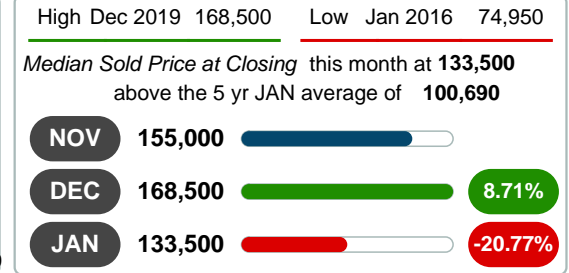 High Dec 2019 168,500 Low Jan 2016 74,950
Median Sold Price at Closing this month at 133,500
above the 5 yr JAN average of 100,690
NOV 155,000
DEC 168,500 8.71%
JAN 133,500 -20.77%